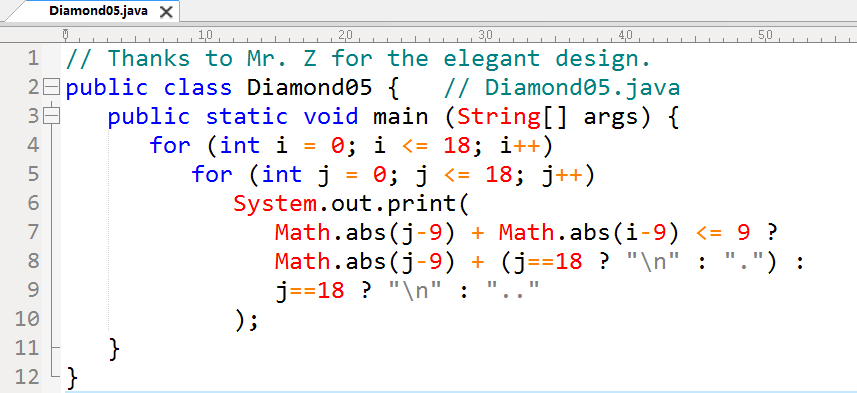 Diamond05.java
0 10 20 30 40 50
1 // Thanks to Mr. Z for the elegant design.
2 public class Diamond05 {   // Diamond05.java
3    public static void main (String[] args) {
4       for (int i = 0; i <= 18; i++)
5          for (int j = 0; j <= 18; j++)
6             System.out.print(
7                Math.abs(j-9) + Math.abs(i-9) <= 9 ?
8                Math.abs(j-9) + (j==18 ? "\n" : ".") :
9                j==18 ? "\n" : ".."
10             );
11    }
12 }